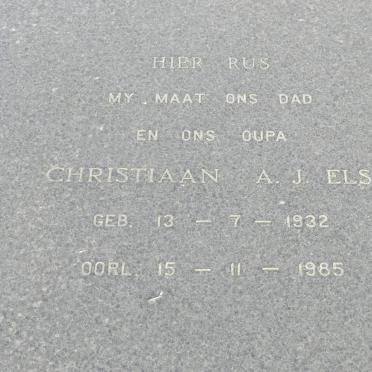 HIER RUS
MY MAAT ONS DAD
EN ONS OUPA
CHRISTIAAN A. J. ELS
GEB. 13 — 7 — 1932
OORL. 15 — 11 — 1985